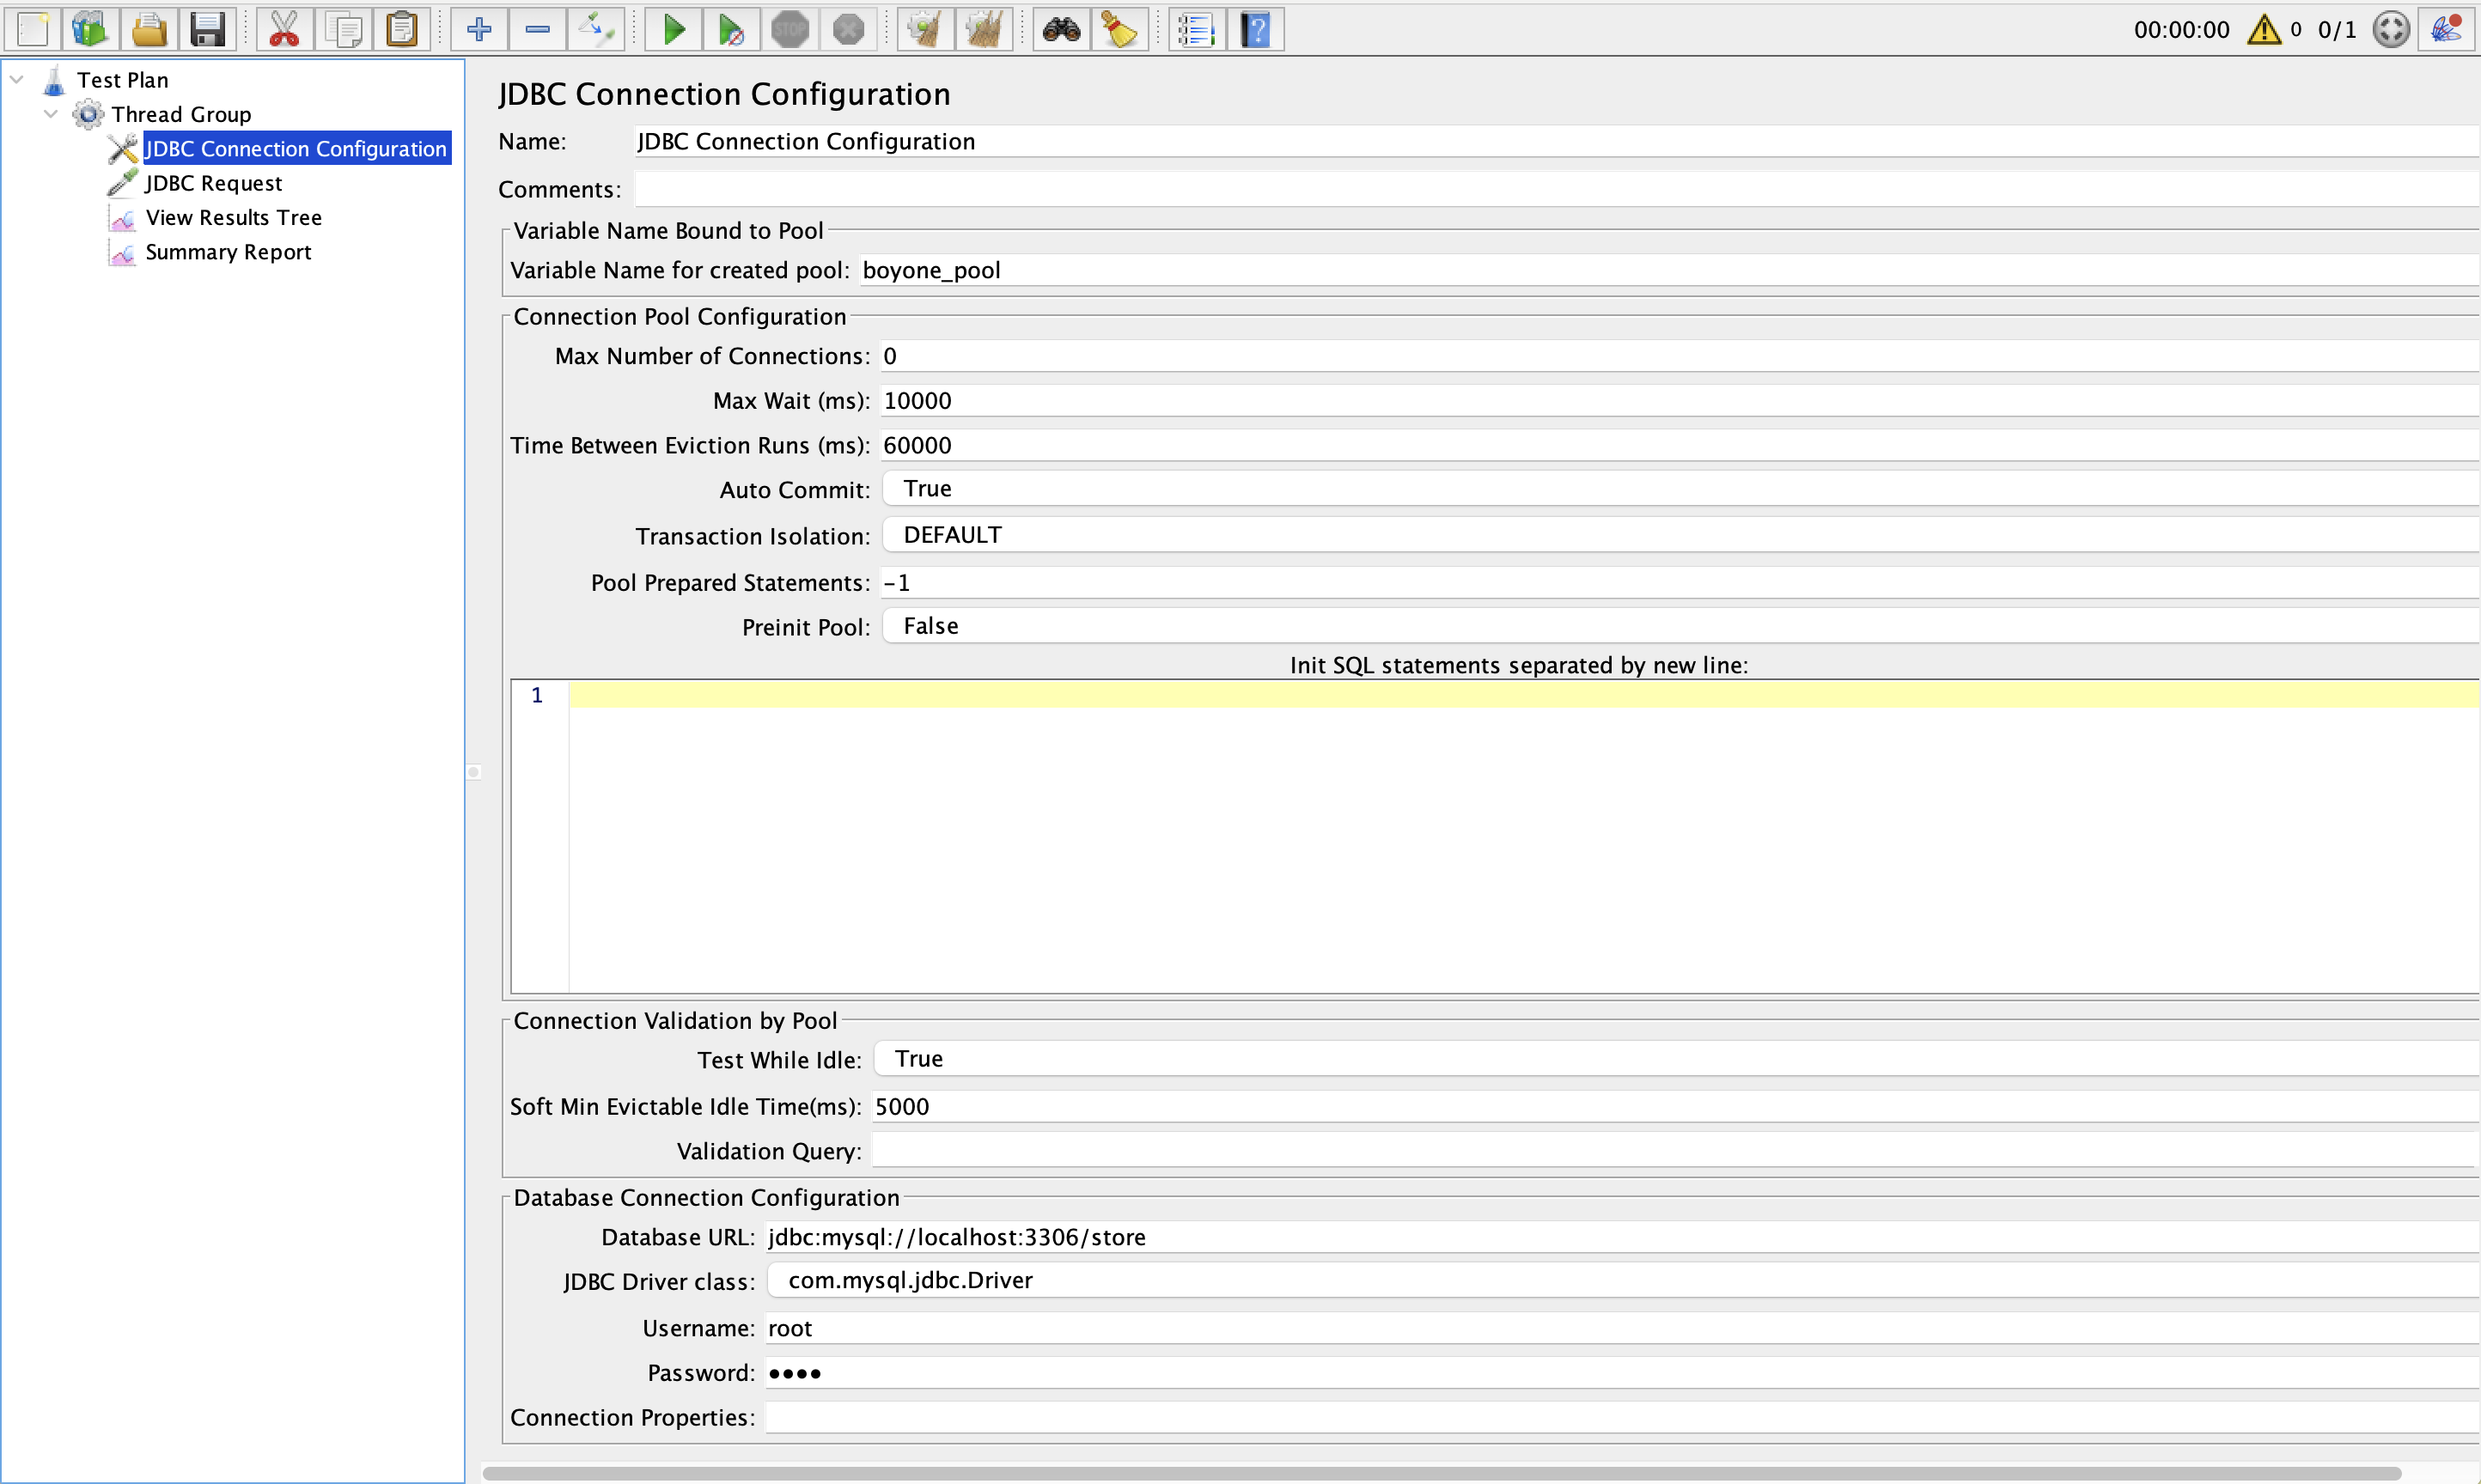 STOP
00:00:00 0 0/1
Test Plan
Thread Group
JDBC Connection Configuration
JDBC Request
View Results Tree
Summary Report
JDBC Connection Configuration
Name: JDBC Connection Configuration
Comments:
Variable Name Bound to Pool
Variable Name for created pool: boyone_pool
Connection Pool Configuration
Max Number of Connections: 0
Max Wait (ms): 10000
Time Between Eviction Runs (ms): 60000
Auto Commit: True
Transaction Isolation: DEFAULT
Pool Prepared Statements: -1
Preinit Pool: False
Init SQL statements separated by new line:
1
Connection Validation by Pool
Test While Idle: True
Soft Min Evictable Idle Time(ms): 5000
Validation Query:
Database Connection Configuration
Database URL: jdbc:mysql://localhost:3306/store
JDBC Driver class: com.mysql.jdbc.Driver
Username: root
Password: ••••
Connection Properties: